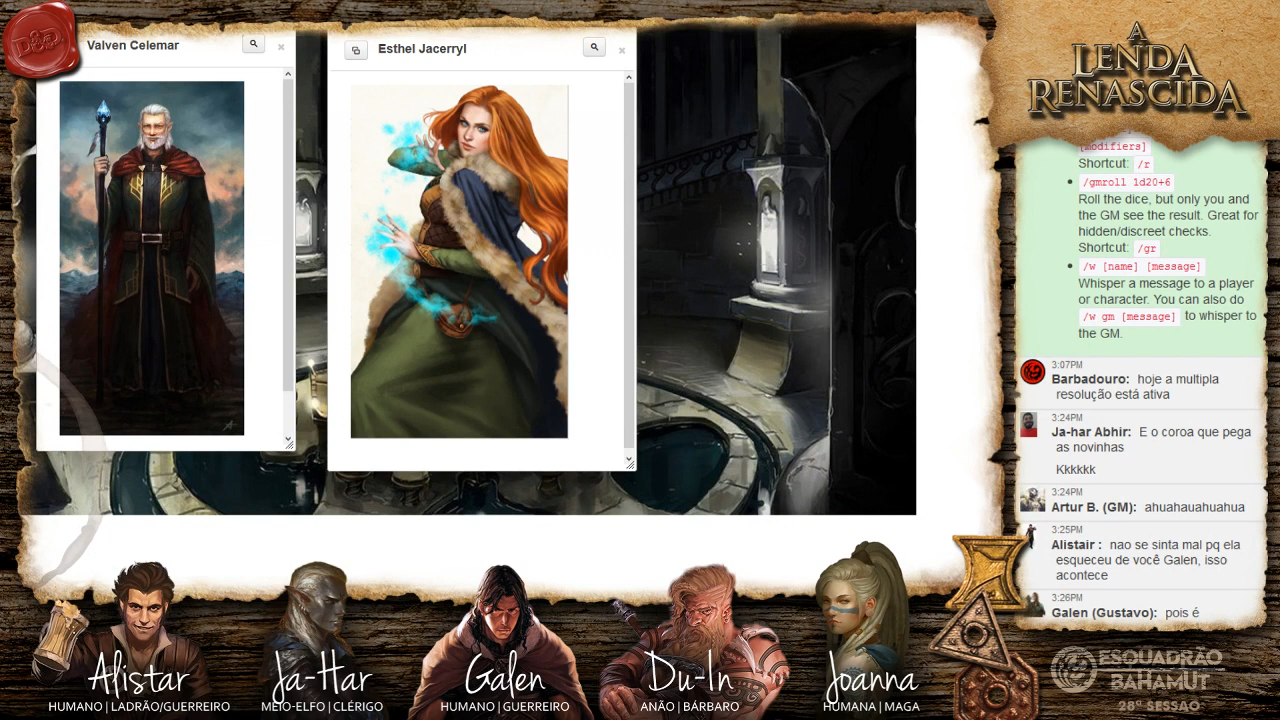 Valven Celemar
Esthel Jacerryl
A
LENDA
RENASCIDA
[modifiers]
Shortcut: /r
• /gmroll 1d20+6
Roll the dice, but only you and
the GM see the result. Great for
hidden/discreet checks.
Shortcut: /gr
• /w [name] [message]
Whisper a message to a player
or character. You can also do
/w gm [message] to whisper to
the GM.
3:07PM
Barbadouro: hoje a multipla
resolução está ativa
3:24PM
Ja-har Abhir: E o coroa que pega
as novinhas
Kkkkkk
3:24PM
Artur B. (GM): ahuahauahuahua
3:25PM
Alistair : nao se sinta mal pq ela
esqueceu de você Galen, isso
acontece
3:26PM
Galen (Gustavo): pois é
Alistar
HUMANO | LADRÃO/GUERREIRO
Ja-Har
MEIO-ELFO | CLÉRIGO
Galen
HUMANO | GUERREIRO
Du-In
ANÃO | BÁRBARO
Joanna
HUMANA | MAGA
ESQUADRÃO
BAHAMUT
28ª SESSÃO